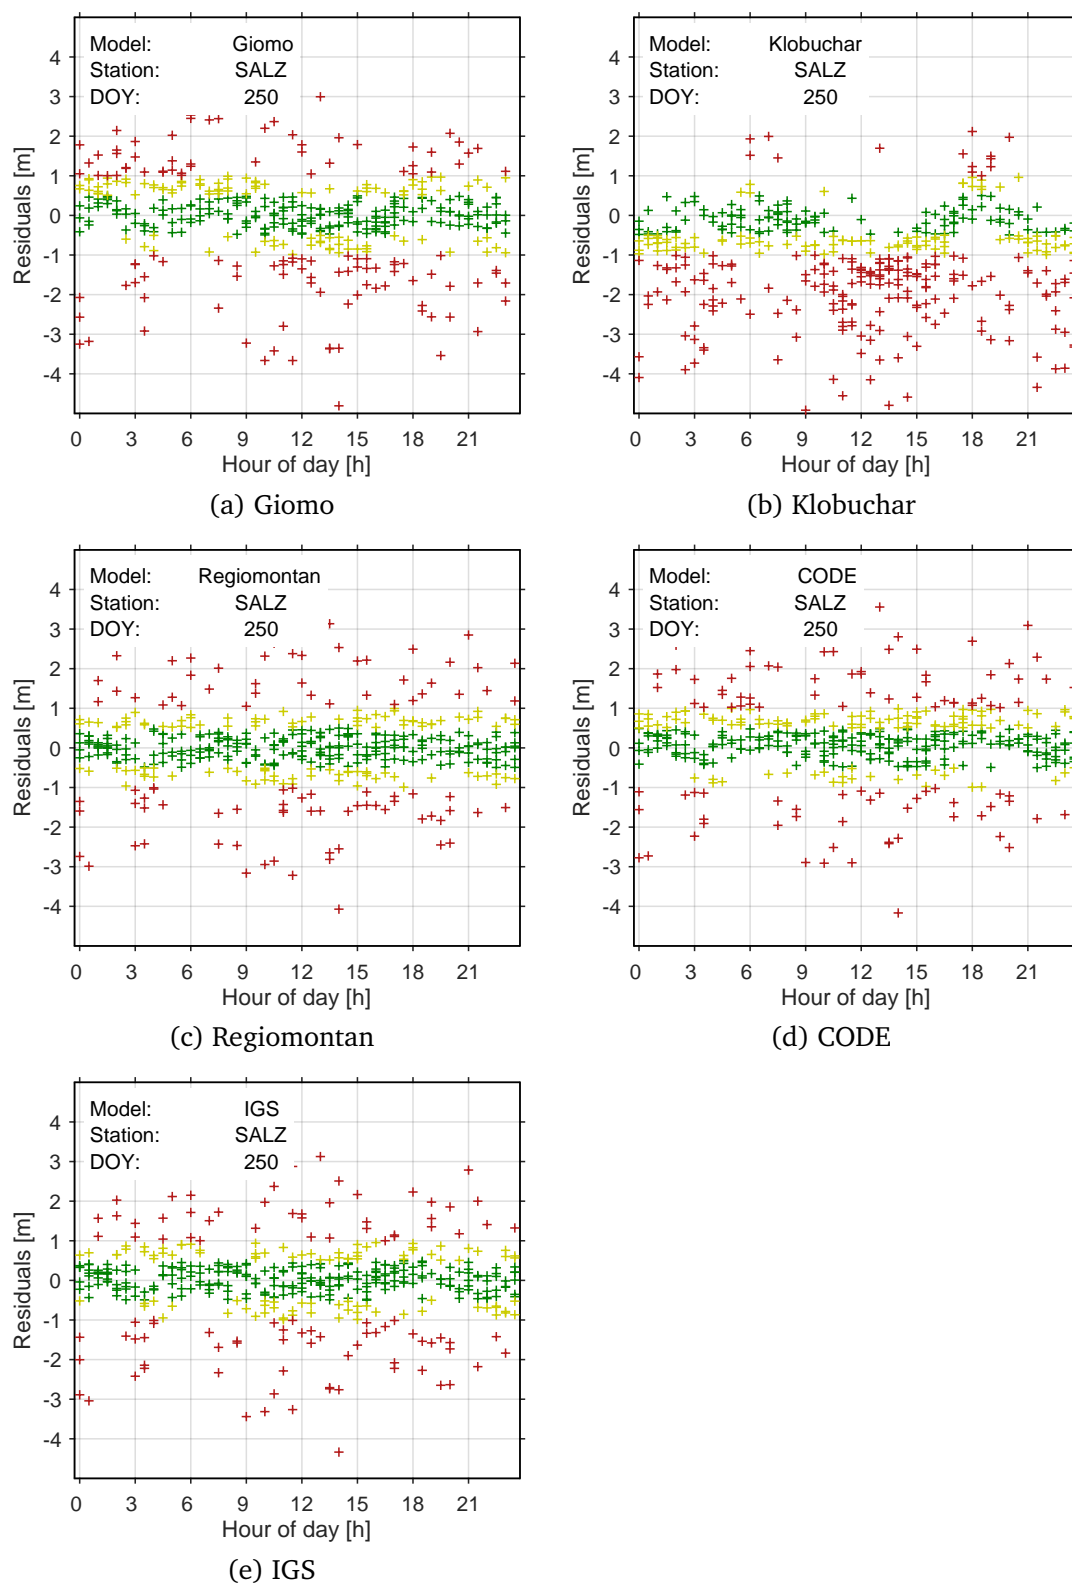 Model: Giomo
Station: SALZ
DOY: 250
4
3
2
1
0
-1
-2
-3
-4
Residuals [m]
0 3 6 9 12 15 18 21
Hour of day [h]
(a) Giomo
Model: Klobuchar
Station: SALZ
DOY: 250
4
3
2
1
0
-1
-2
-3
-4
Residuals [m]
0 3 6 9 12 15 18 21
Hour of day [h]
(b) Klobuchar
Model: Regiomontan
Station: SALZ
DOY: 250
4
3
2
1
0
-1
-2
-3
-4
Residuals [m]
0 3 6 9 12 15 18 21
Hour of day [h]
(c) Regiomontan
Model: CODE
Station: SALZ
DOY: 250
4
3
2
1
0
-1
-2
-3
-4
Residuals [m]
0 3 6 9 12 15 18 21
Hour of day [h]
(d) CODE
Model: IGS
Station: SALZ
DOY: 250
4
3
2
1
0
-1
-2
-3
-4
Residuals [m]
0 3 6 9 12 15 18 21
Hour of day [h]
(e) IGS